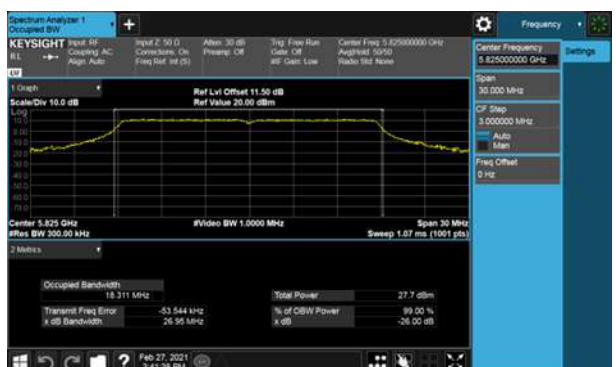 Spectrum Analyzer 1
Occupied BW
Frequency
KEYSIGHT Input: RF
RL Coupling: AC
Align: Auto
Input Z: 50 Ω
Corrections: On
Freq Ref: Int (S)
Atten: 30 dB
Preamp: Off
Trig: Free Run
Gate: Off
#IF Gain: Low
Center Freq: 5.825000000 GHz
Avg|Hold: 50/50
Radio Std: None
Center Frequency
5.825000000 GHz
Settings
Span
30.000 MHz
CF Step
3.000000 MHz
Auto
Man
Freq Offset
0 Hz
1 Graph
Scale/Div 10.0 dB
Ref Lvl Offset 11.50 dB
Ref Value 20.00 dBm
Log
10.0
0.00
Center 5.825 GHz
#Res BW 300.00 kHz
#Video BW 1.0000 MHz
Span 30 MHz
Sweep 1.07 ms (1001 pts)
2 Metrics
Occupied Bandwidth
18.311 MHz
Total Power 27.7 dBm
Transmit Freq Error -53.544 kHz
% of OBW Power 99.00 %
x dB Bandwidth 26.95 MHz
x dB -26.00 dB
Feb 27, 2021